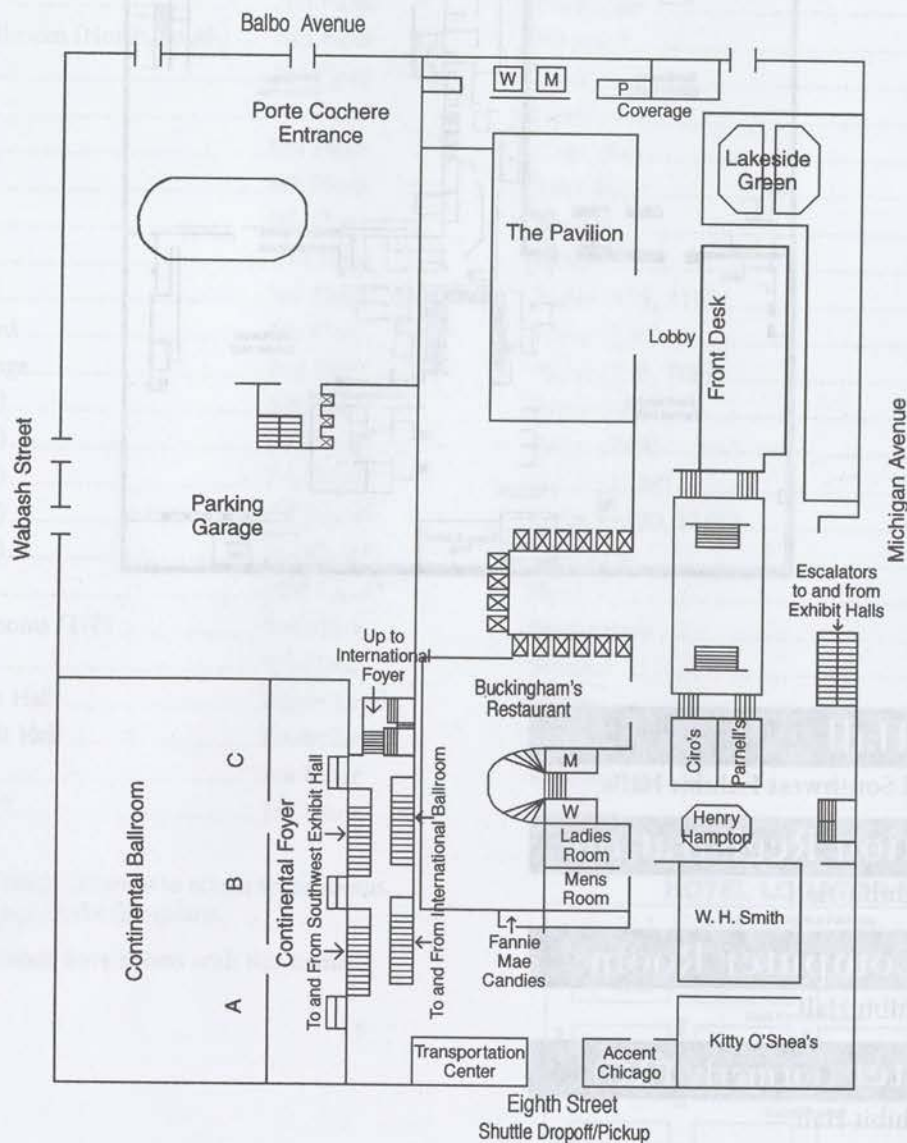 Balbo Avenue
W
M
P
Coverage
Porte Cochere
Entrance
Lakeside
Green
The Pavilion
Lobby
Front Desk
Wabash Street
Michigan Avenue
Parking
Garage
Escalators
to and from
Exhibit Halls
Up to
International
Foyer
Buckingham's
Restaurant
Ciro's
Parnell's
M
W
Ladies
Room
Mens
Room
Henry
Hampton
W. H. Smith
Continental Ballroom
C
B
A
Continental Foyer
To and From Southwest Exhibit Hall
To and From International Ballroom
Fannie
Mae
Candies
Kitty O'Shea's
Transportation
Center
Accent
Chicago
Eighth Street
Shuttle Dropoff/Pickup